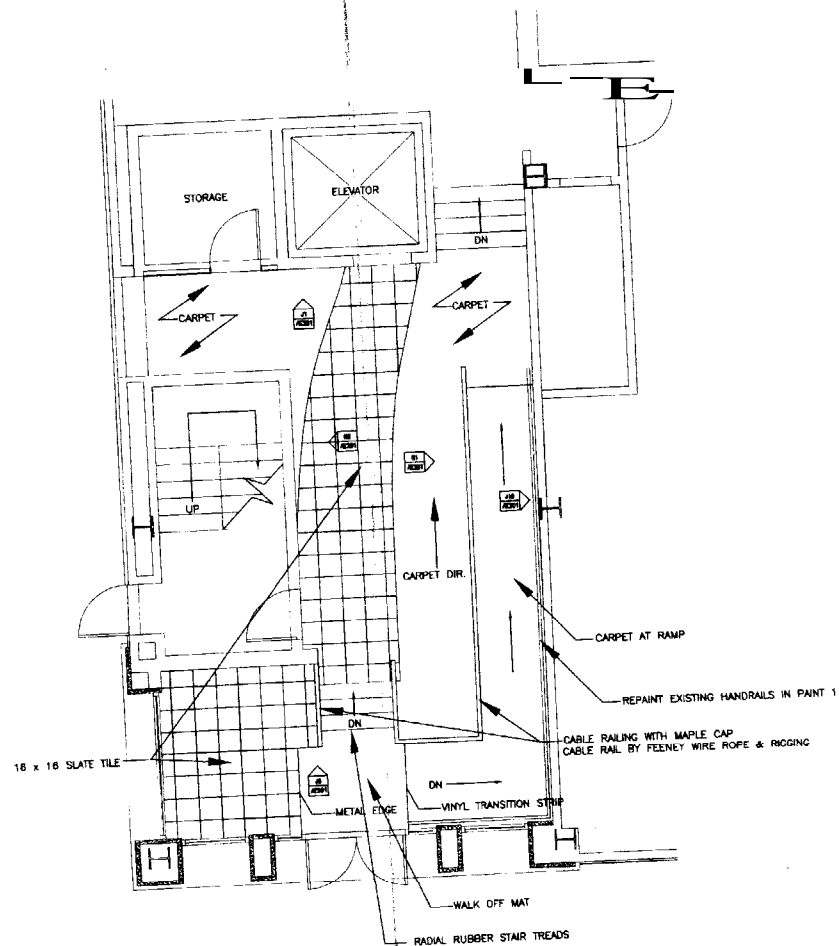 STORAGE
ELEVATOR
DN
CARPET
CARPET
UP
CARPET DIR.
CARPET AT RAMP
REPAINT EXISTING HANDRAILS IN PAINT 1
DN
CABLE RAILING WITH MAPLE CAP
CABLE RAIL BY FEENEY WIRE ROPE & RIGGING
16 x 16 SLATE TILE
DN
METAL EDGE
VINYL TRANSITION STRIP
WALK OFF MAT
RADIAL RUBBER STAIR TREADS